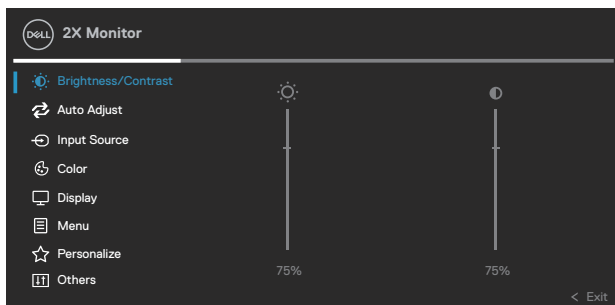 DELL
2X Monitor
Brightness/Contrast
Auto Adjust
Input Source
Color
Display
Menu
Personalize
Others
75%
75%
< Exit